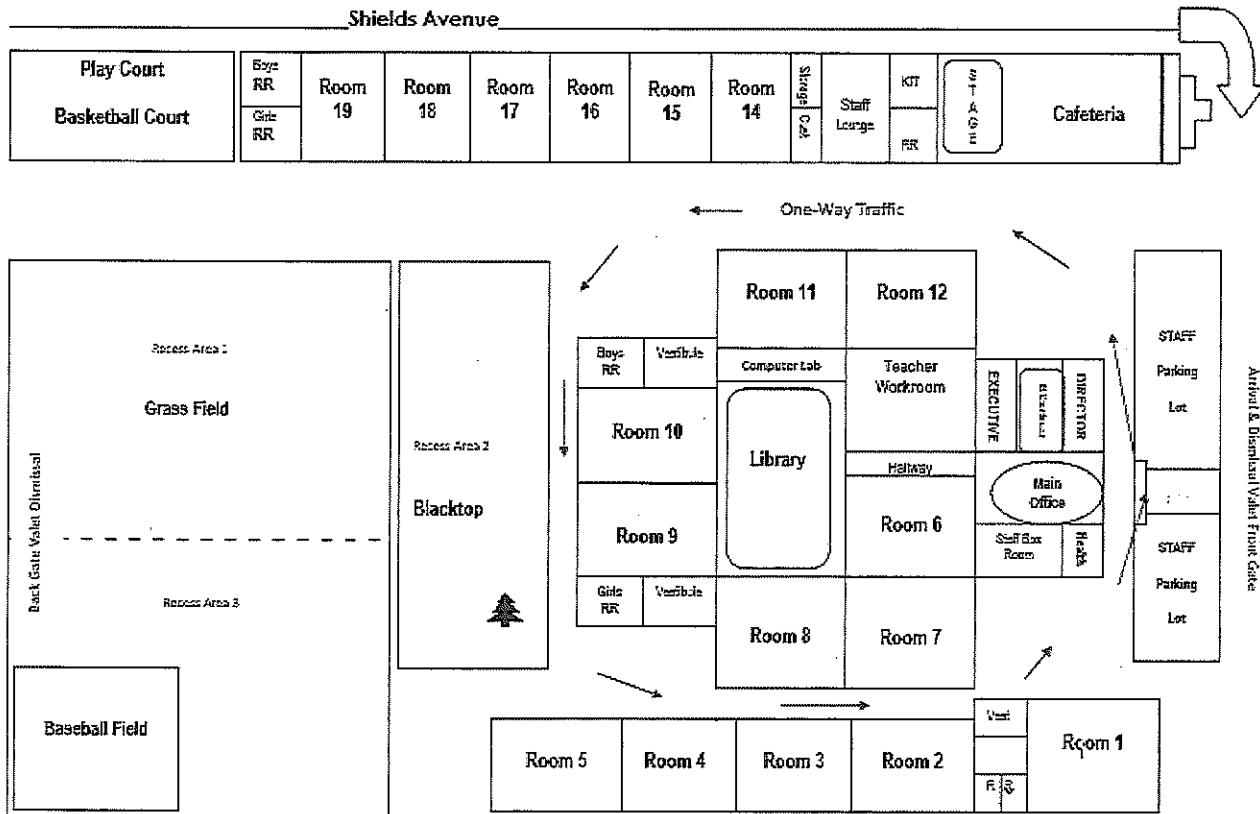 Shields Avenue
Play Court
Basketball Court
Boys
RR
Girls
RR
Room
19
Room
18
Room
17
Room
16
Room
15
Room
14
Storage
Staff
Lounge
KIT
RR
STAGE
Cafeteria
One-Way Traffic
Recess Area 1
Grass Field
Back Gate Valet Dismissal
Recess Area 3
Baseball Field
Recess Area 2
Blacktop
Boys
RR
Vestibule
Room 10
Room 9
Girls
RR
Vestibule
Room 11
Room 12
Computer Lab
Library
Teacher
Workroom
Hallway
Room 6
Room 8
Room 7
EXECUTIVE
DIRECTOR
Main
Office
Staff Box
Room
Health
STAFF
Parking
Lot
STAFF
Parking
Lot
Arrival & Dismissal Valet Front Gate
Room 5
Room 4
Room 3
Room 2
Vest
R
R
Room 1